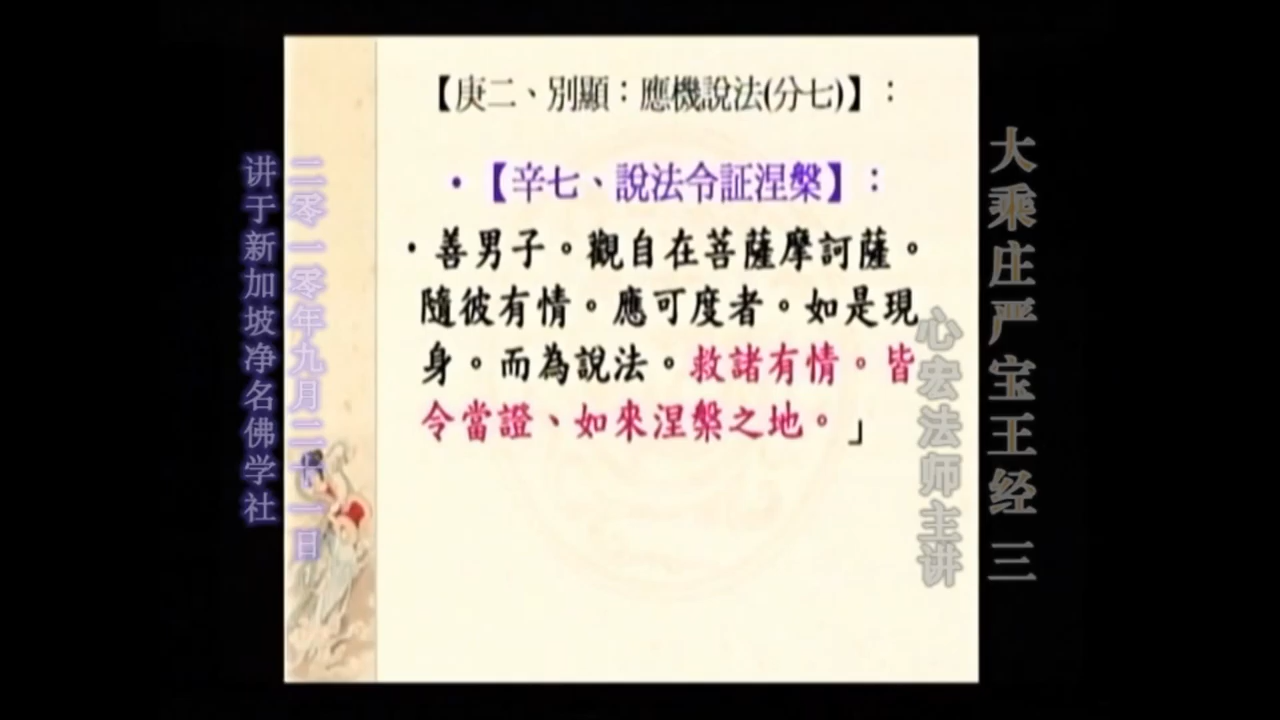 【庚二、別顯：應機說法(分七)】：
•【辛七、說法令証涅槃】：
•善男子。觀自在菩薩摩訶薩。
隨彼有情。應可度者。如是現
身。而為說法。救諸有情。皆
令當證、如來涅槃之地。」
大乘庄严宝王经 三
心宏法师主讲
二零一零年九月二十一日
讲于新加坡净名佛学社